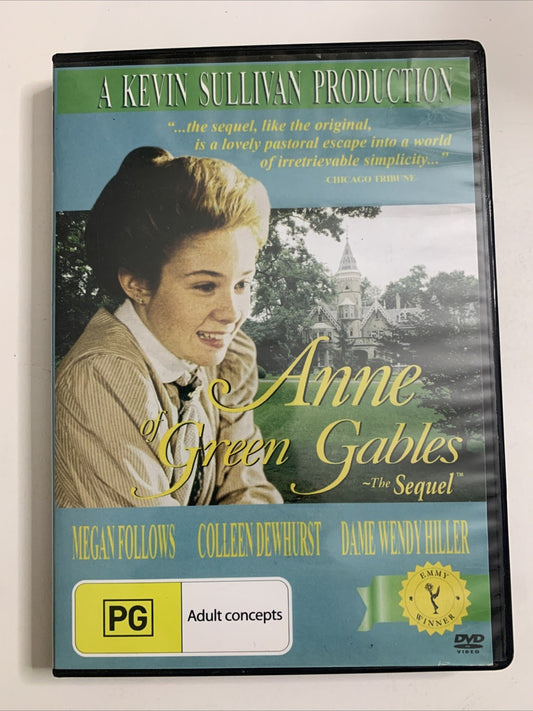 A KEVIN SULLIVAN PRODUCTION
"...the sequel, like the original,
is a lovely pastoral escape into a world
of irretrievable simplicity..."
-CHICAGO TRIBUNE-
Anne
of Green Gables
~The Sequel™
MEGAN FOLLOWS COLLEEN DEWHURST DAME WENDY HILLER
PG Adult concepts
EMMY
WINNER
DVD
VIDEO